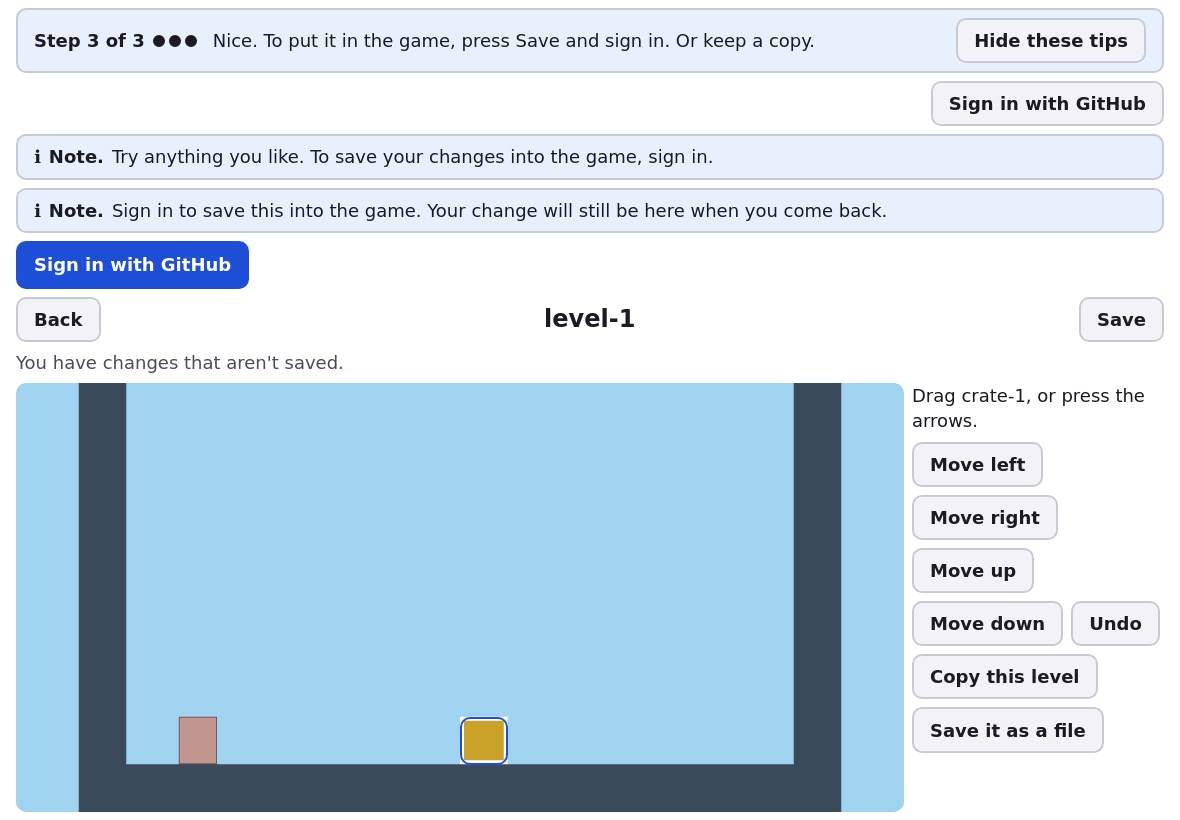 Step 3 of 3 ●●● Nice. To put it in the game, press Save and sign in. Or keep a copy.
Hide these tips
Sign in with GitHub
ℹ Note. Try anything you like. To save your changes into the game, sign in.
ℹ Note. Sign in to save this into the game. Your change will still be here when you come back.
Sign in with GitHub
Back
level-1
Save
You have changes that aren't saved.
Drag crate-1, or press the
arrows.
Move left
Move right
Move up
Move down
Undo
Copy this level
Save it as a file